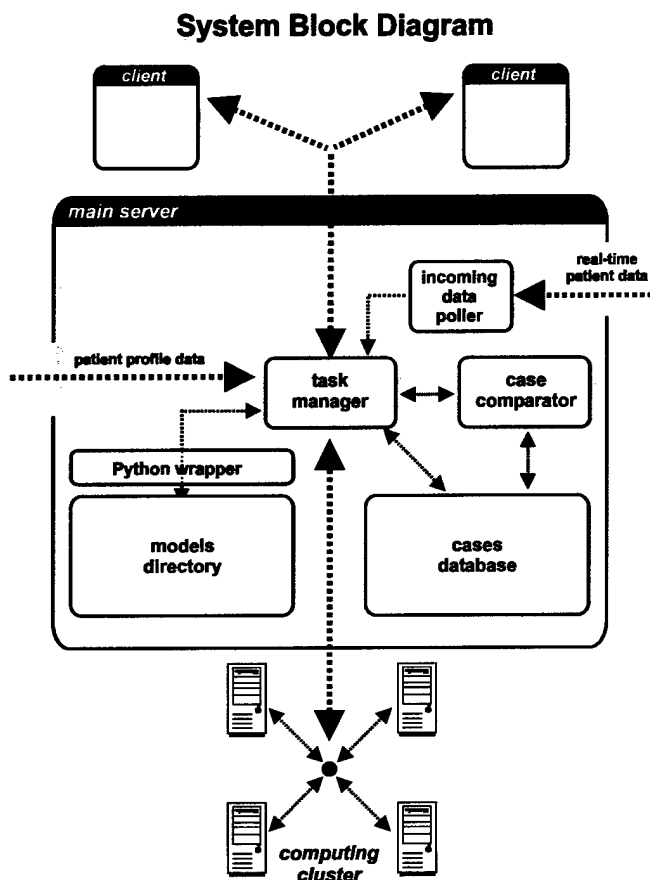 System Block Diagram
client
client
main server
real-time
patient data
incoming
data
poller
patient profile data
task
manager
case
comparator
Python wrapper
models
directory
cases
database
computing
cluster